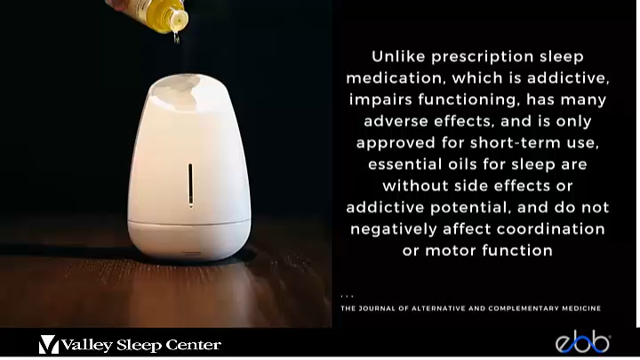 Unlike prescription sleep
medication, which is addictive,
impairs functioning, has many
adverse effects, and is only
approved for short-term use,
essential oils for sleep are
without side effects or
addictive potential, and do not
negatively affect coordination
or motor function
...
THE JOURNAL OF ALTERNATIVE AND COMPLEMENTARY MEDICINE
Valley Sleep Center
ebb